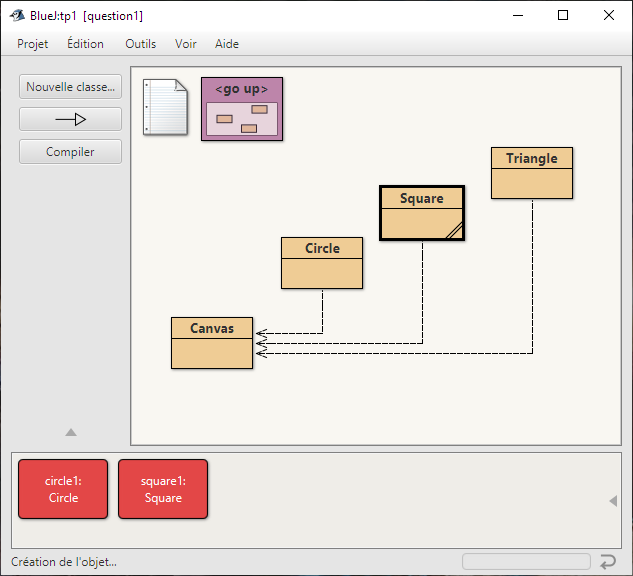 BlueJ:tp1 [question1]
Projet Édition Outils Voir Aide
Nouvelle classe...
Compiler
<go up>
Triangle
Square
Circle
Canvas
circle1:
Circle
square1:
Square
Création de l'objet...